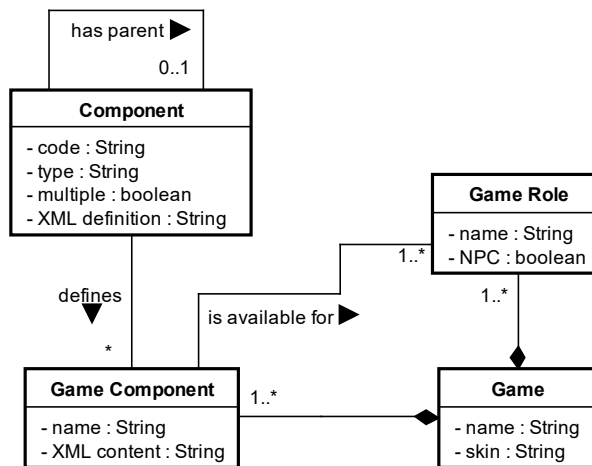 has parent
0..1
Component
- code : String
- type : String
- multiple : boolean
- XML definition : String
Game Role
- name : String
- NPC : boolean
1..*
1..*
defines
is available for
*
Game Component
- name : String
- XML content : String
1..*
Game
- name : String
- skin : String